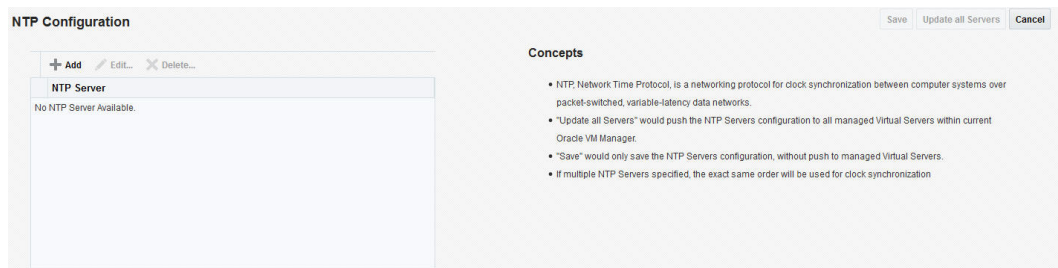 NTP Configuration
Save Update all Servers Cancel
Add Edit... Delete...
NTP Server
No NTP Server Available.
Concepts
NTP, Network Time Protocol, is a networking protocol for clock synchronization between computer systems over
packet-switched, variable-latency data networks.
"Update all Servers" would push the NTP Servers configuration to all managed Virtual Servers within current
Oracle VM Manager.
"Save" would only save the NTP Servers configuration, without push to managed Virtual Servers.
If multiple NTP Servers specified, the exact same order will be used for clock synchronization